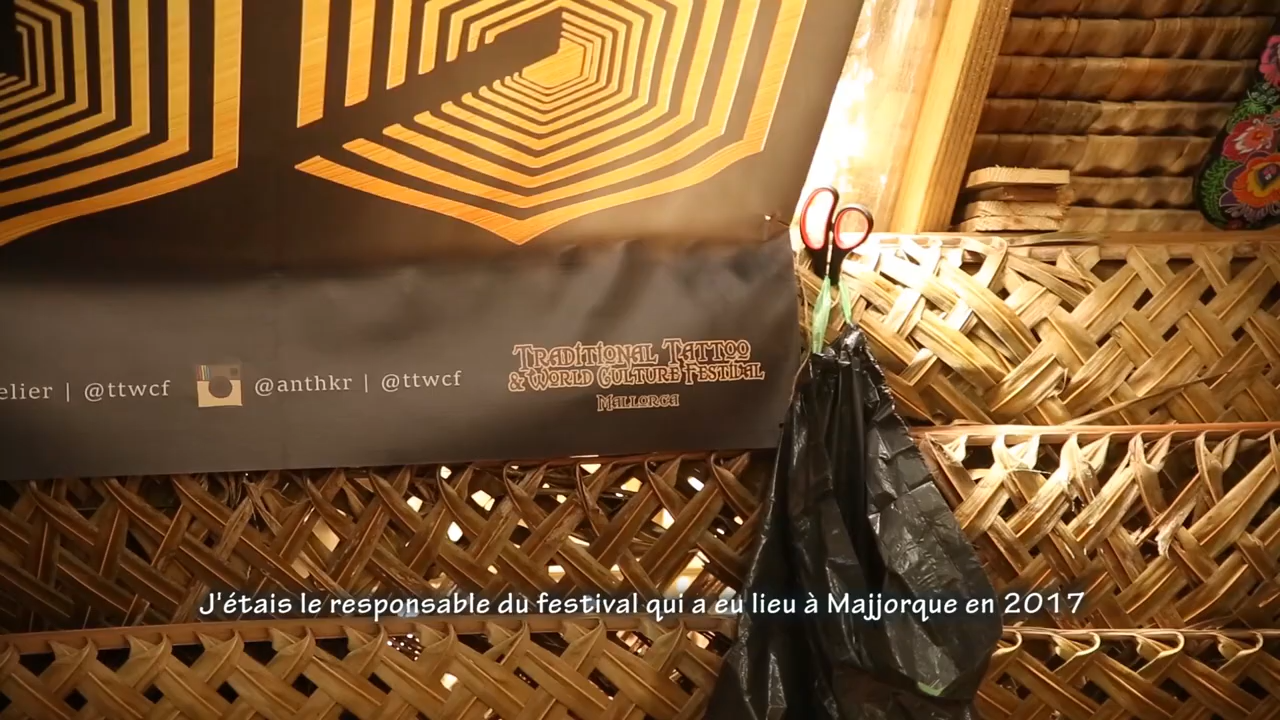 elier | @ttwcf
@anthkr | @ttwcf
Traditional Tattoo
& World Culture Festival
Mallorca
J'étais le responsable du festival qui a eu lieu à Majjorque en 2017